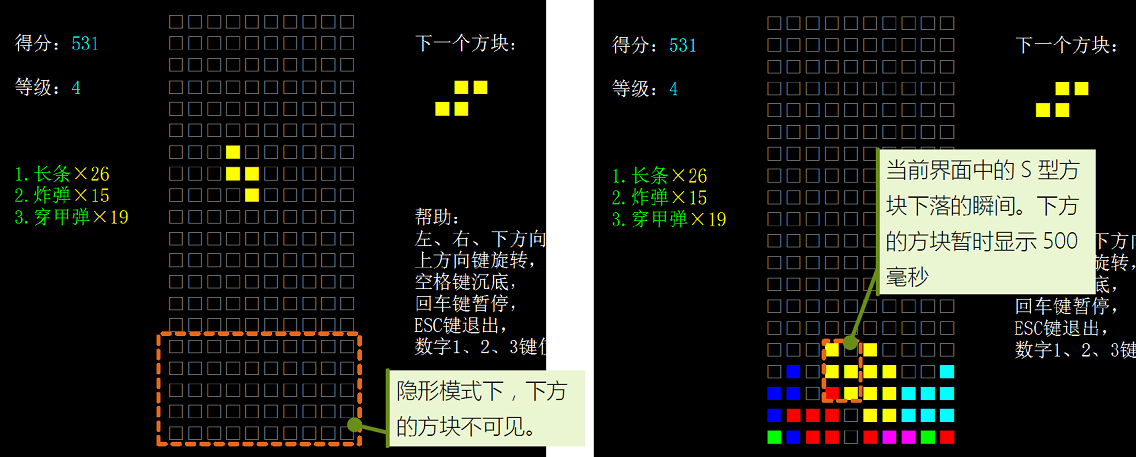 得分：531
等级：4
1.长条×26
2.炸弹×15
3.穿甲弹×19
下一个方块：
帮助：
左、右、下方向
上方向键旋转，
空格键沉底，
回车键暂停，
ESC键退出，
数字1、2、3键
隐形模式下，下方
的方块不可见。
得分：531
等级：4
1.长条×26
2.炸弹×15
3.穿甲弹×19
下一个方块：
当前界面中的 S 型方
块下落的瞬间。下方
的方块暂时显示 500
毫秒
下方向
旋转，
底，
回车键暂停，
ESC键退出，
数字1、2、3键